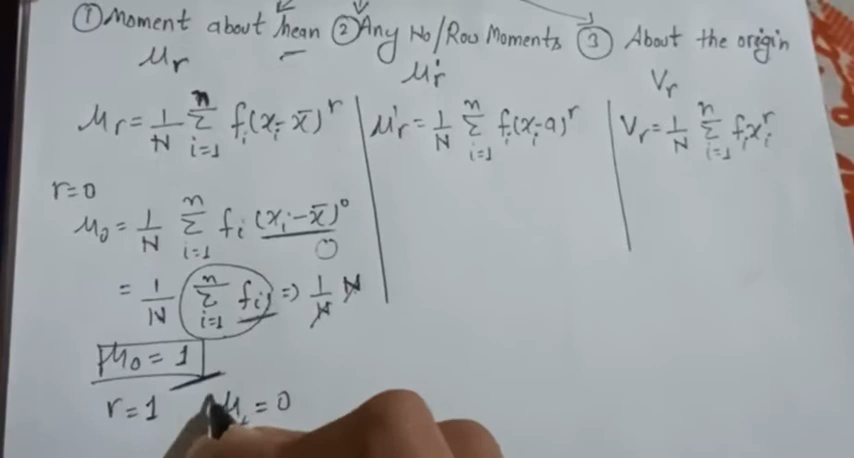 ① Moment about mean ② Any No/Row Moments ③ About the origin
μr μ'r Vr
μr = 1/N Σ_{i=1}^{n} fi(xi - x̄)^r μ'r = 1/N Σ_{i=1}^{n} fi(xi - a)^r Vr = 1/N Σ_{i=1}^{n} fi xi^r
r=0
μ0 = 1/N Σ_{i=1}^{n} fi (xi - x̄)^0
= 1/N Σ_{i=1}^{n} fi => 1/N N
μ0 = 1
r=1 μ1 = 0